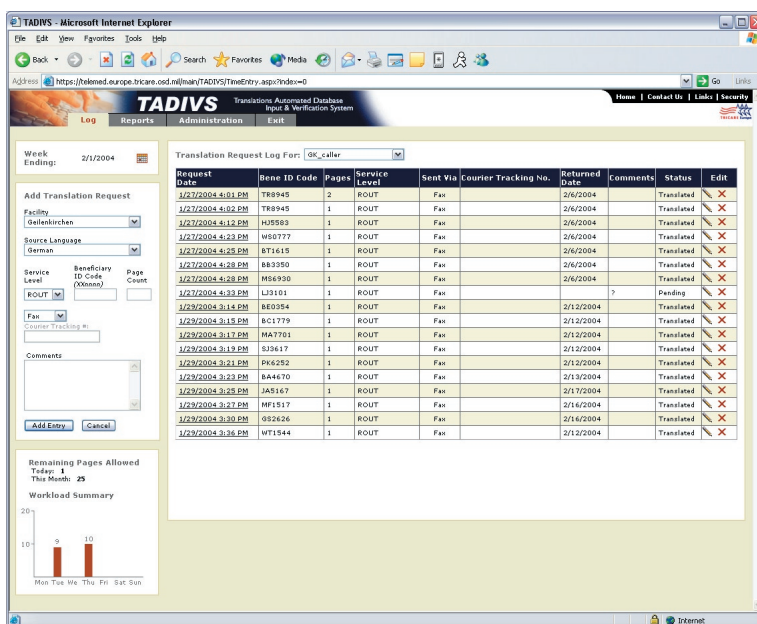 TADIVS - Microsoft Internet Explorer
File Edit View Favorites Tools Help
Back Search Favorites Media
Address https://telemed.europe.tricare.osd.mil/main/TADIVS/TimeEntry.aspx?index=0 Go Links
TADIVS Translations Automated Database
Input & Verification System
Home | Contact Us | Links | Security
Log Reports Administration Exit
TRICARE Europe
Week
Ending: 2/1/2004
Add Translation Request
Facility
Geilenkirchen
Source Language
German
Service
Level
Beneficiary
ID Code
(XXnnnn)
Page
Count
ROUT
Fax
Courier Tracking #:
Comments
Add Entry Cancel
Remaining Pages Allowed
Today: 1
This Month: 25
Workload Summary
20
10
9 10
Mon Tue We Thu Fri Sat Sun
Translation Request Log For: GK_caller
Request Date Bene ID Code Pages Service Level Sent Via Courier Tracking No. Returned Date Comments Status Edit
1/27/2004 4:01 PM TR8945 2 ROUT Fax 2/6/2004 Translated
1/27/2004 4:02 PM TR8945 1 ROUT Fax 2/6/2004 Translated
1/27/2004 4:12 PM HJ5583 1 ROUT Fax 2/6/2004 Translated
1/27/2004 4:23 PM WS0777 1 ROUT Fax 2/6/2004 Translated
1/27/2004 4:25 PM BT1615 1 ROUT Fax 2/6/2004 Translated
1/27/2004 4:28 PM BB3350 1 ROUT Fax 2/6/2004 Translated
1/27/2004 4:28 PM MS6930 1 ROUT Fax 2/6/2004 Translated
1/27/2004 4:33 PM LJ3101 1 ROUT Fax ? Pending
1/29/2004 3:14 PM BE0354 1 ROUT Fax 2/12/2004 Translated
1/29/2004 3:15 PM BC1779 1 ROUT Fax 2/12/2004 Translated
1/29/2004 3:17 PM MA7701 1 ROUT Fax 2/12/2004 Translated
1/29/2004 3:19 PM SJ3617 1 ROUT Fax 2/12/2004 Translated
1/29/2004 3:21 PM PK6252 1 ROUT Fax 2/12/2004 Translated
1/29/2004 3:23 PM BA4670 1 ROUT Fax 2/13/2004 Translated
1/29/2004 3:25 PM JA5167 1 ROUT Fax 2/17/2004 Translated
1/29/2004 3:27 PM MF1517 1 ROUT Fax 2/16/2004 Translated
1/29/2004 3:30 PM GS2626 1 ROUT Fax 2/16/2004 Translated
1/29/2004 3:36 PM WT1544 1 ROUT Fax 2/12/2004 Translated
Internet